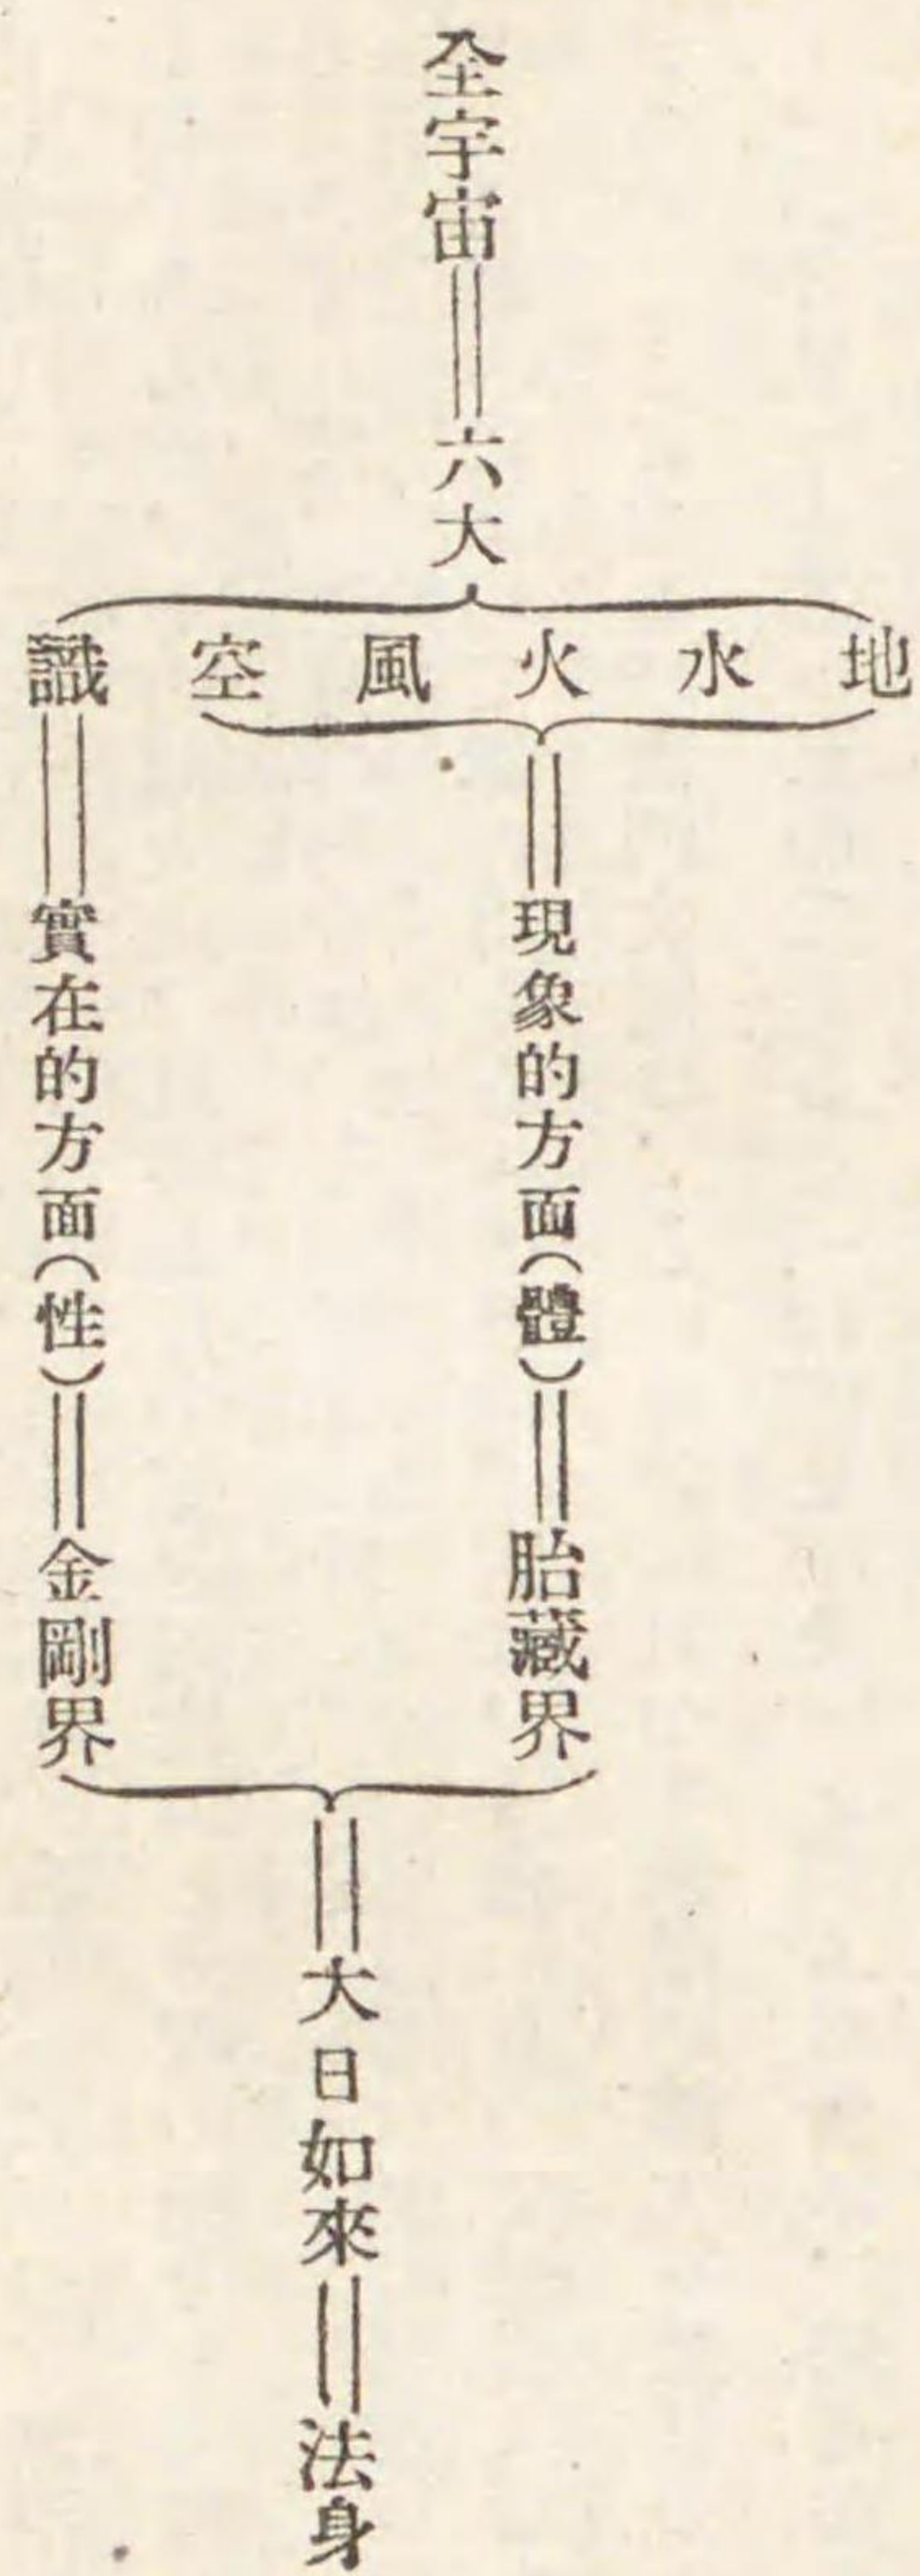 全宇宙
六大
地
水
火
風
空
識
現象的方面(體)
胎藏界
實在的方面(性)
金剛界
大日如來
法身